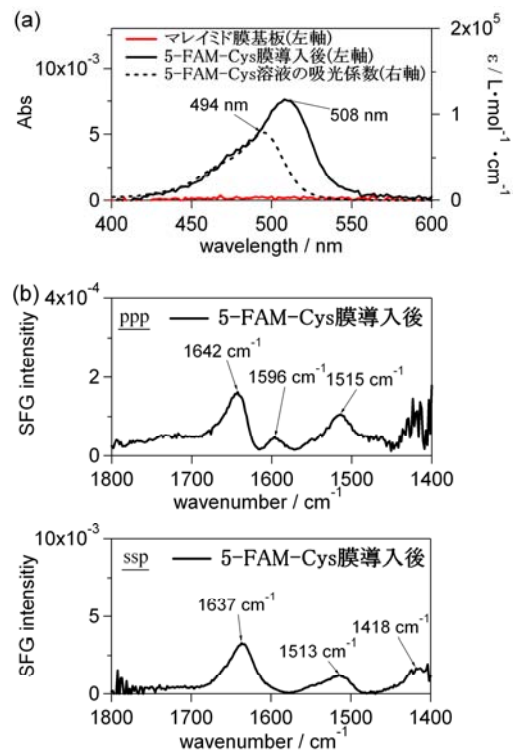 (a)
マレイミド膜基板(左軸)
5-FAM-Cys膜導入後(左軸)
5-FAM-Cys溶液の吸光係数(右軸)
494 nm
508 nm
10x10⁻³
5
0
Abs
2x10⁵
1
0
ε / L・mol⁻¹・cm⁻¹
400 450 500 550 600
wavelength / nm
(b)
ppp 5-FAM-Cys膜導入後
1642 cm⁻¹
1596 cm⁻¹
1515 cm⁻¹
4x10⁻⁴
2
0
SFG intensitiy
1800 1700 1600 1500 1400
wavenumber / cm⁻¹
ssp 5-FAM-Cys膜導入後
1637 cm⁻¹
1513 cm⁻¹
1418 cm⁻¹
10x10⁻³
5
0
SFG intensitiy
1800 1700 1600 1500 1400
wavenumber / cm⁻¹